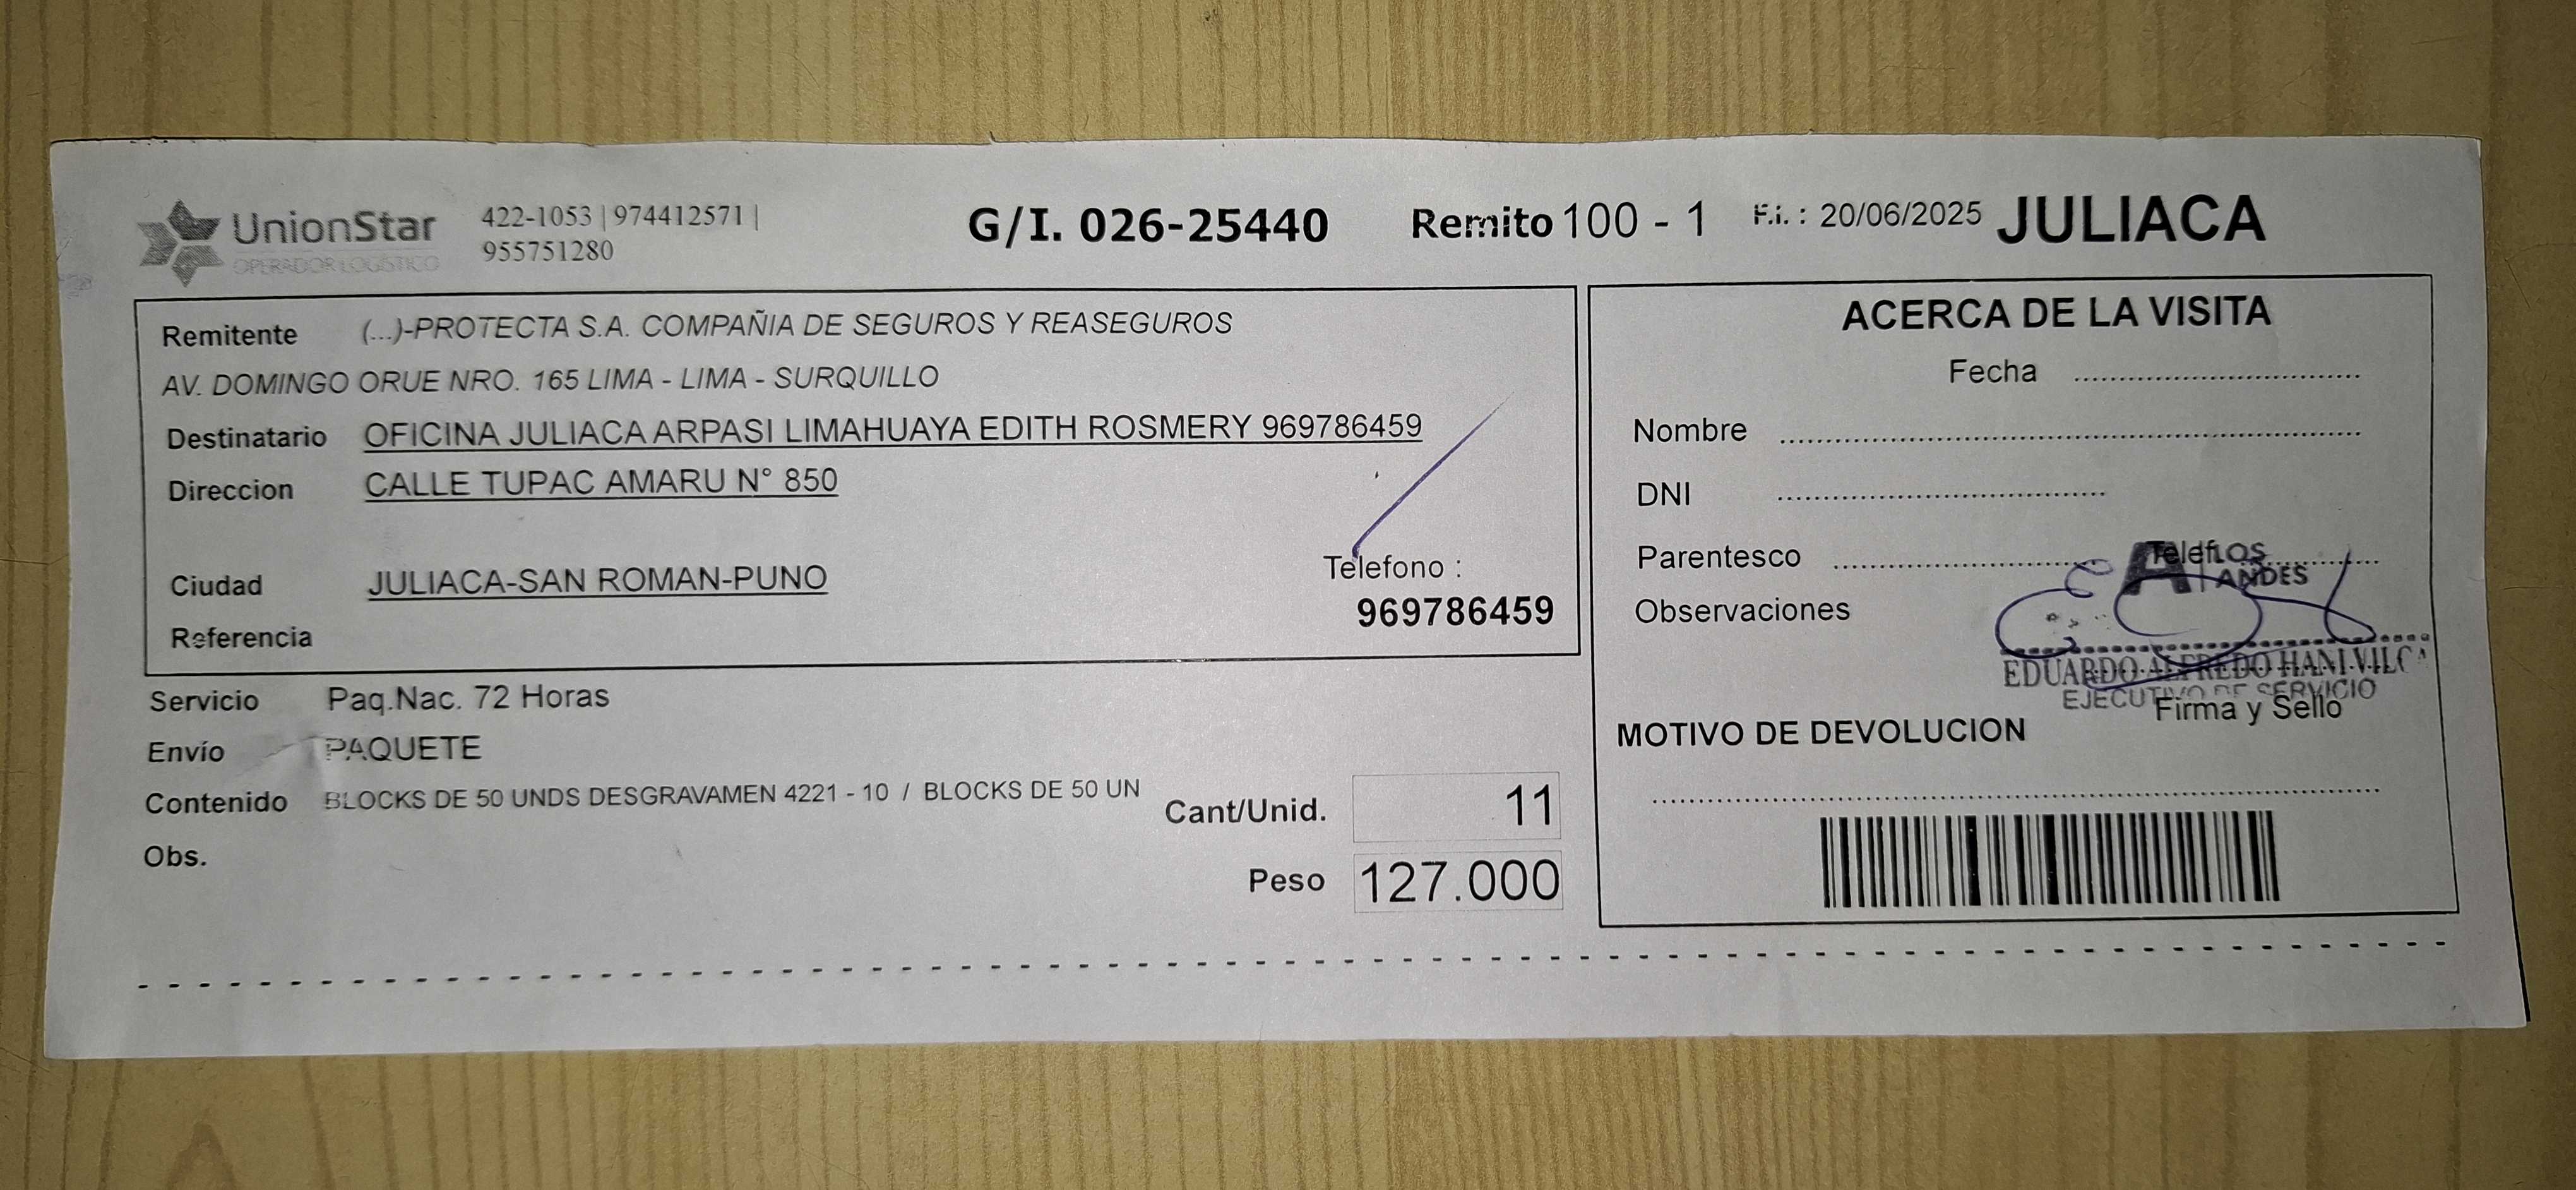 UnionStar
OPERADOR LOGÍSTICO
422-1053 | 974412571 |
955751280
G/I. 026-25440
Remito 100 - 1
F.i. : 20/06/2025
JULIACA
Remitente (...)-PROTECTA S.A. COMPAÑIA DE SEGUROS Y REASEGUROS
AV. DOMINGO ORUE NRO. 165 LIMA - LIMA - SURQUILLO
Destinatario OFICINA JULIACA ARPASI LIMAHUAYA EDITH ROSMERY 969786459
Direccion CALLE TUPAC AMARU N° 850
Ciudad JULIACA-SAN ROMAN-PUNO
Telefono :
969786459
Referencia
Servicio Paq.Nac. 72 Horas
Envío PAQUETE
Contenido BLOCKS DE 50 UNDS DESGRAVAMEN 4221 - 10 / BLOCKS DE 50 UN
Cant/Unid. 11
Obs.
Peso 127.000
ACERCA DE LA VISITA
Fecha
Nombre
DNI
Parentesco
LOS
ANDES
Observaciones
EDUARDO ALFREDO HANI VILCA
EJECUTIVO DE SERVICIO
Firma y Sello
MOTIVO DE DEVOLUCION